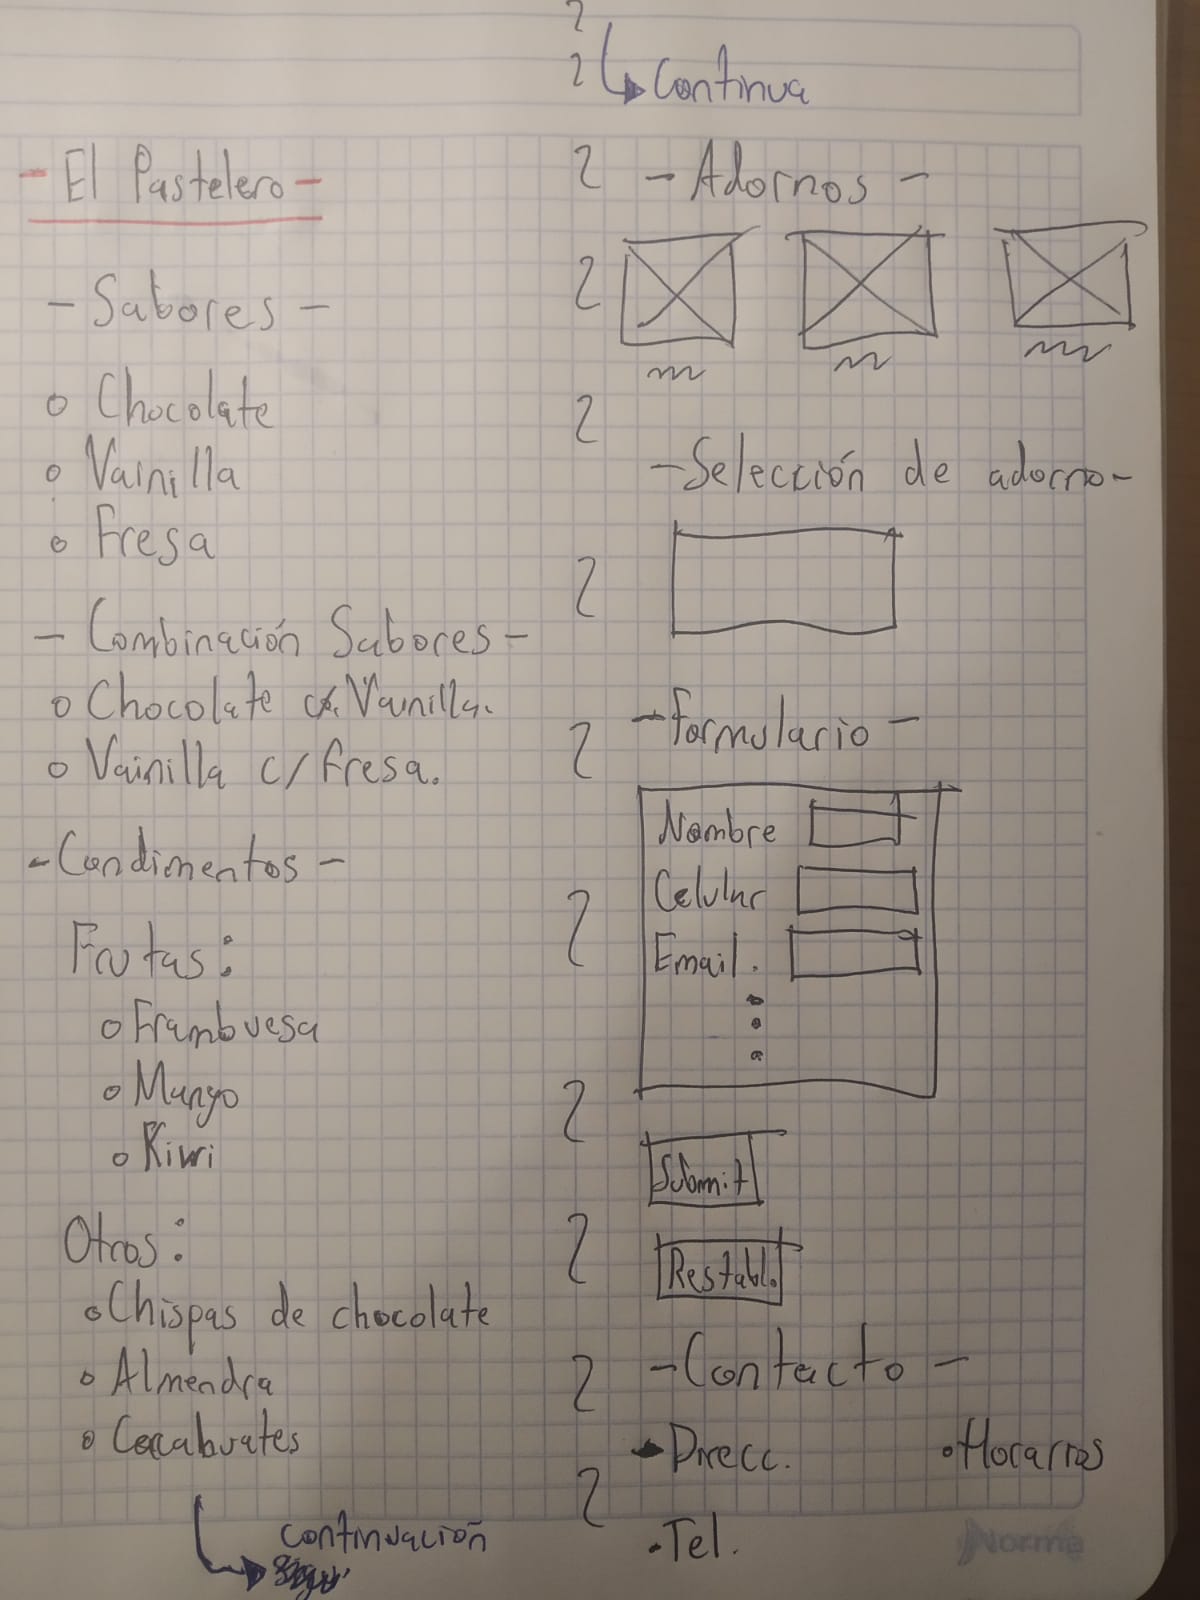 - El Pastelero -
- Sabores -
o Chocolate
o Vainilla
o Fresa
- Combinación Sabores -
o Chocolate c/ Vainilla.
o Vainilla c/ fresa.
- Condimentos -
Frutas:
o Frambuesa
o Mango
o Kiwi
Otros:
o Chispas de chocolate
o Almendra
o Cacahuates
continuación
Continua
- Adornos -
- Selección de adorno -
- Formulario -
Nombre
Celular
Email.
Submit
Restabl.
- Contacto -
• Direcc.
• Horarios
• Tel.
Norma